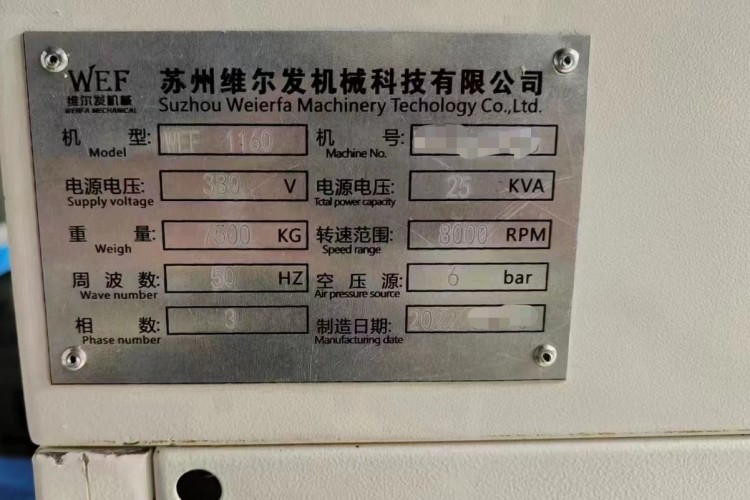 WEF 苏州维尔发机械科技有限公司
维尔发机械
WEIERFA MECHANICAL
Suzhou Weierfa Machinery Techology Co.,Ltd.
机 型: WEF 1160 机 号:
Model Machine No.
电源电压: 380 V 电源电压: 25 KVA
Supply voltage Total power capacity
重 量: 7500 KG 转速范围: 8000 RPM
Weigh Speed range
周 波 数: 50 HZ 空 压 源: 6 bar
Wave number Air pressure source
相 数: 3 制造日期:
Phase number Manufacturing date